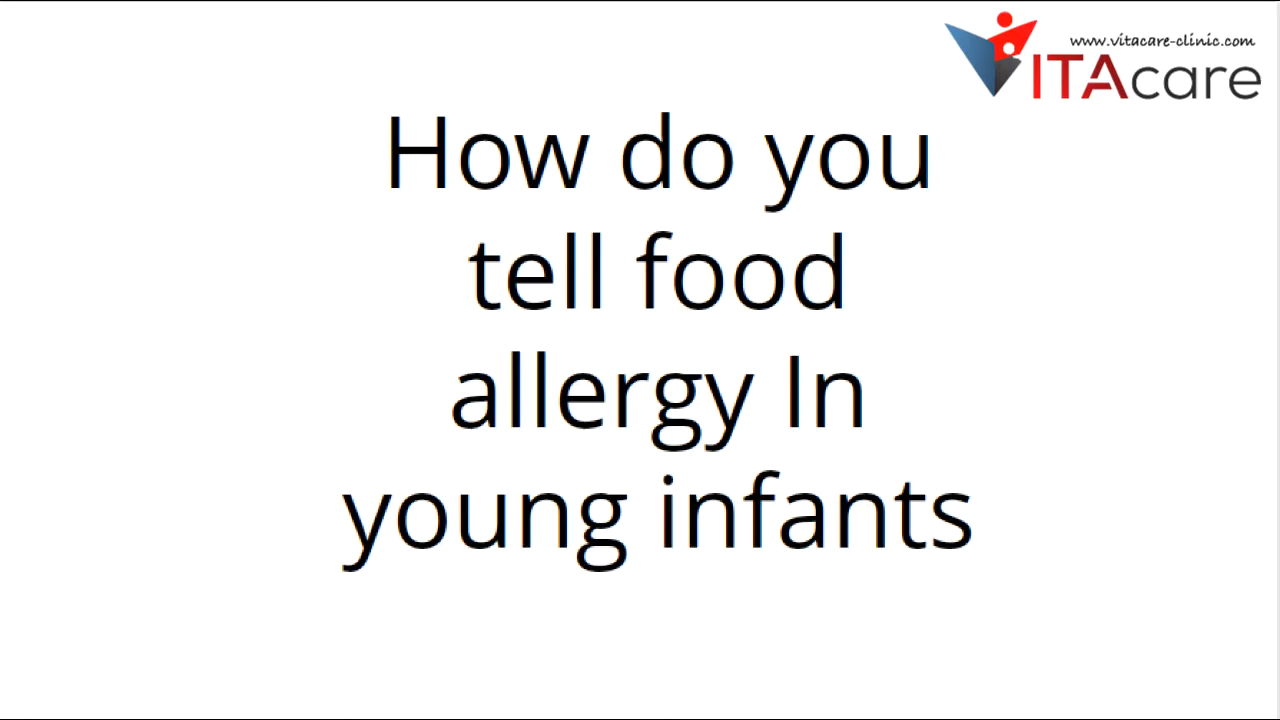 www.vitacare-clinic.com
VITAcare
How do you
tell food
allergy In
young infants